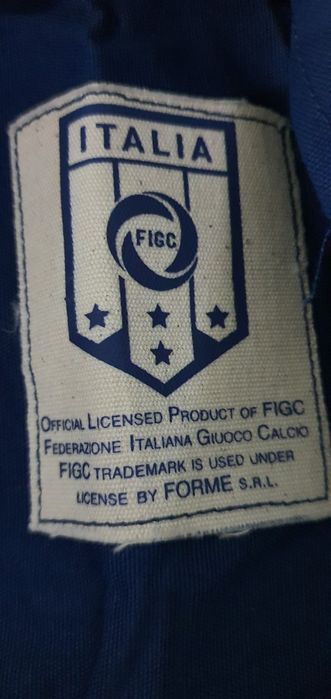 ITALIA
FIGC
OFFICIAL LICENSED PRODUCT OF FIGC
FEDERAZIONE ITALIANA GIUOCO CALCIO
FIGC TRADEMARK IS USED UNDER
LICENSE BY FORME S.R.L.